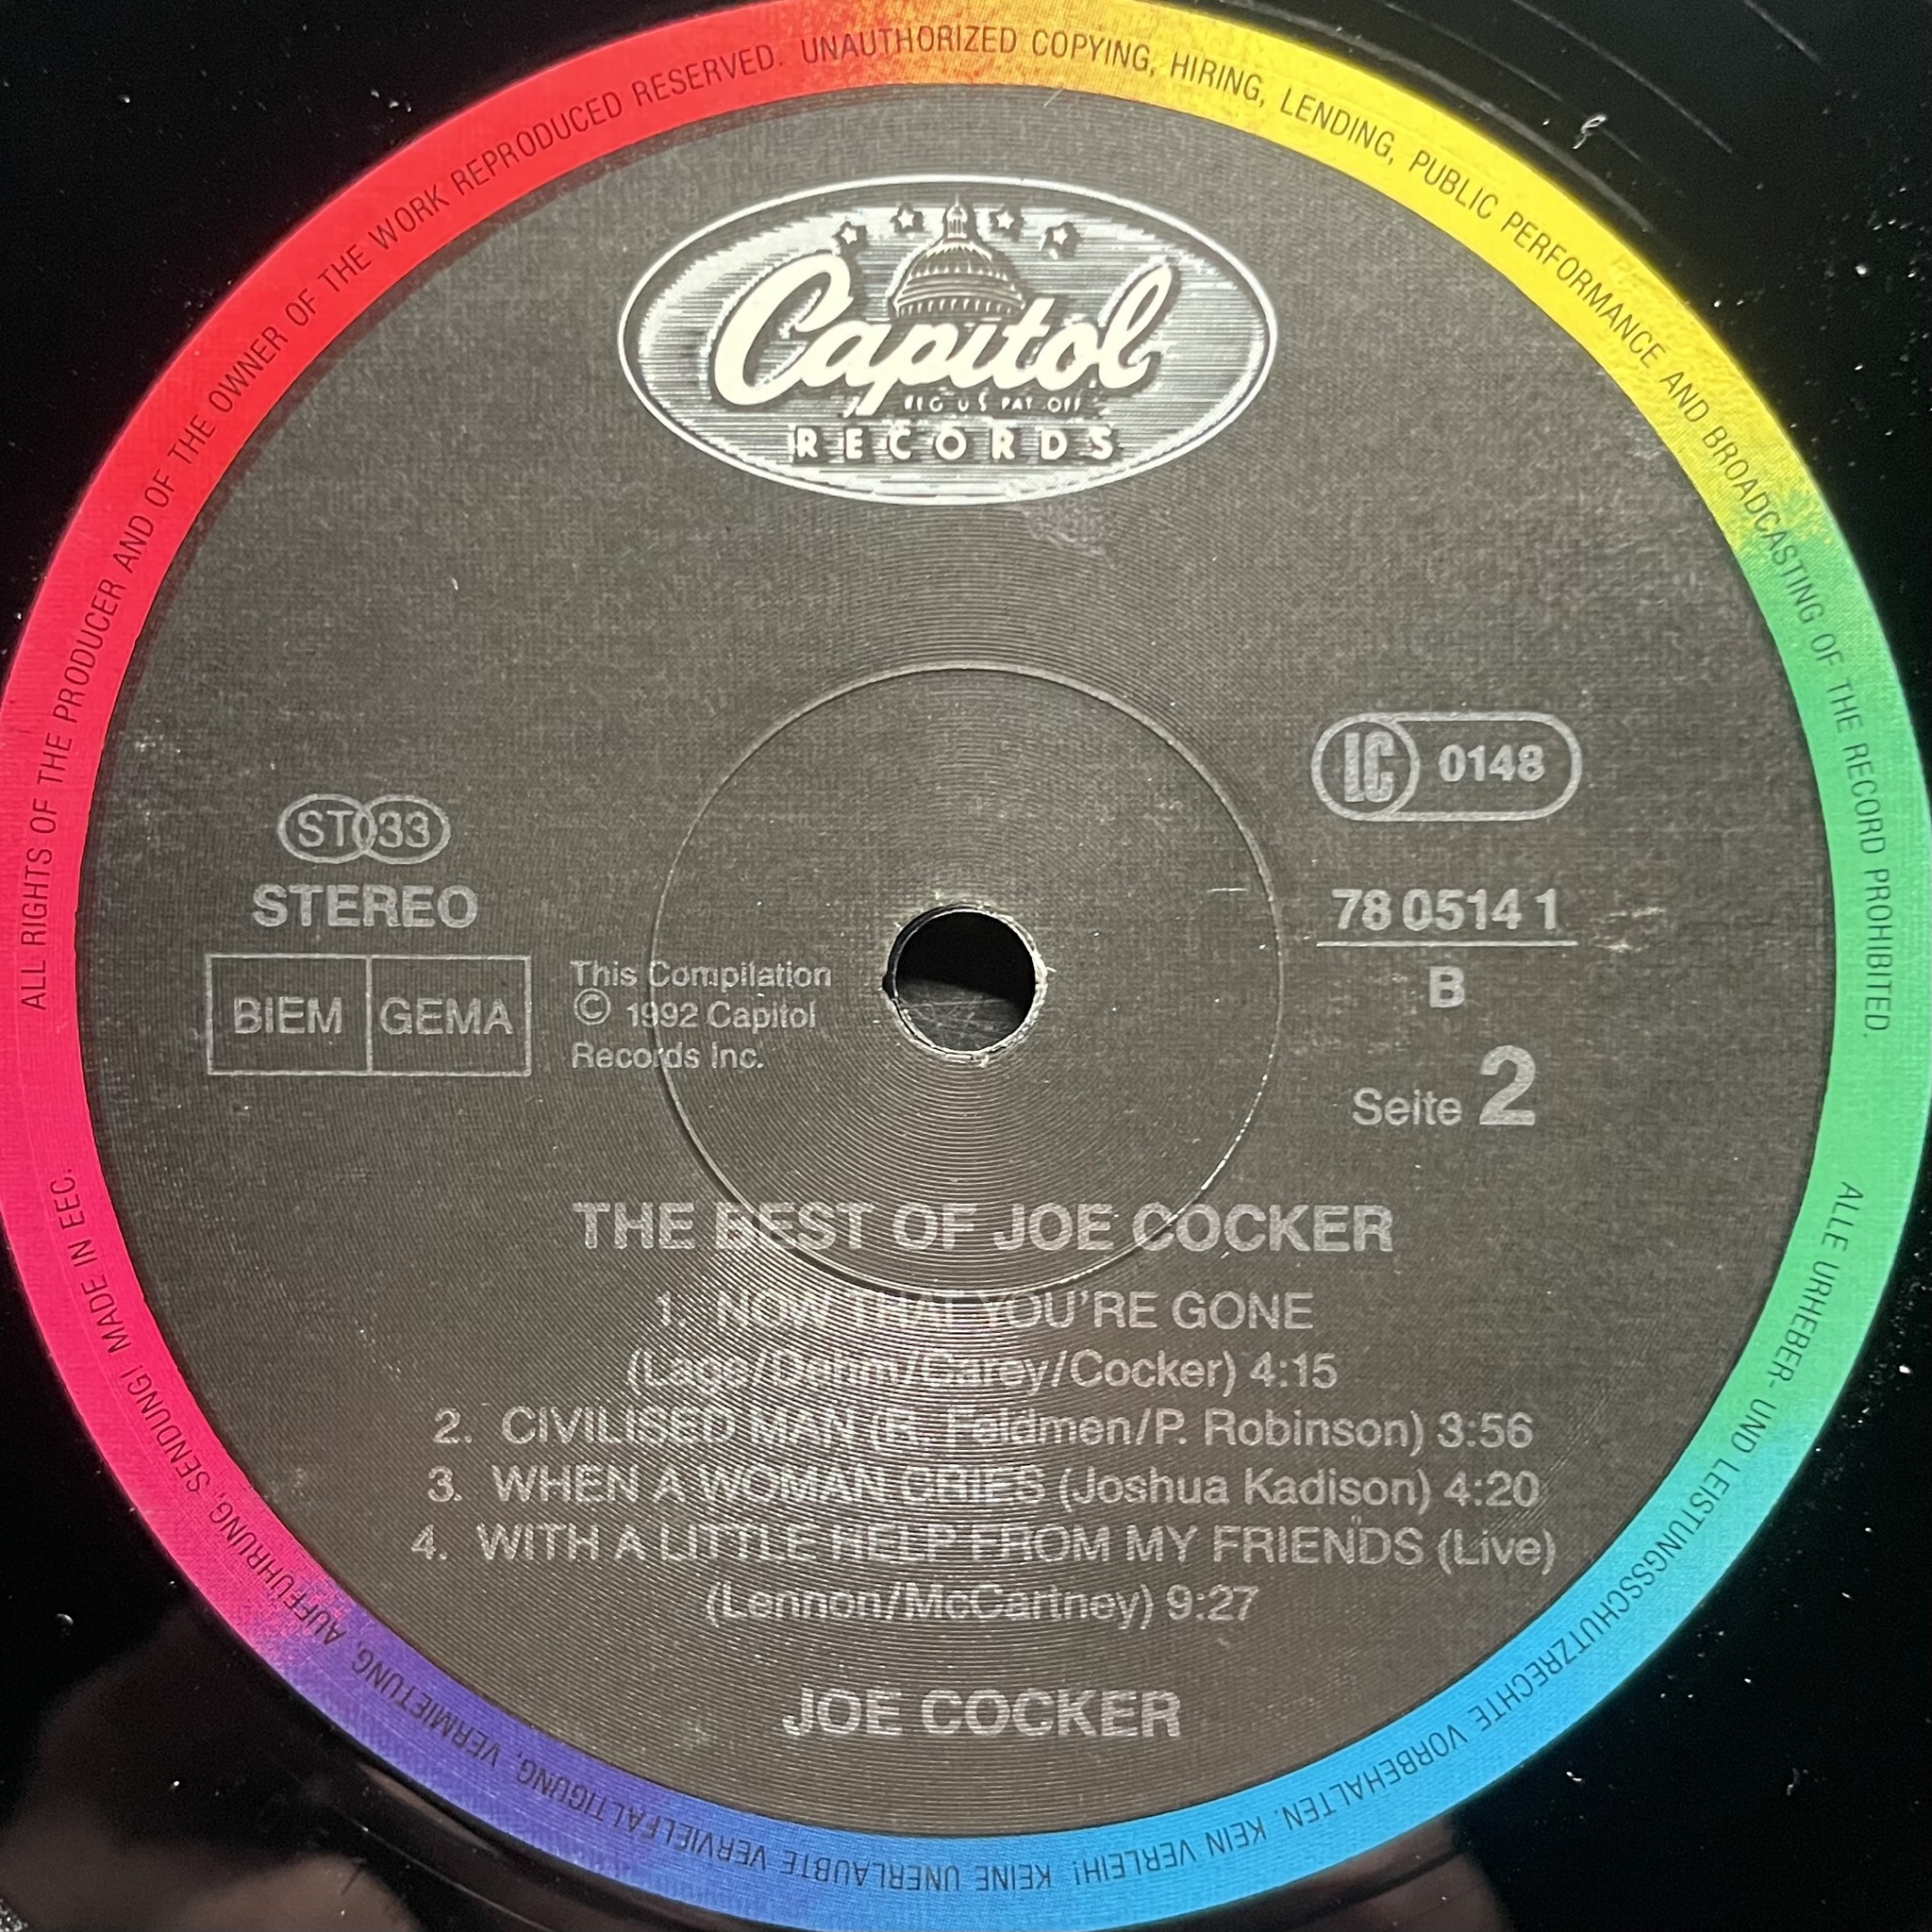 ALL RIGHTS OF THE PRODUCER AND OF THE OWNER OF THE WORK REPRODUCED RESERVED. UNAUTHORIZED COPYING, HIRING, LENDING, PUBLIC PERFORMANCE AND BROADCASTING OF THE RECORD PROHIBITED.
Capitol
REG. U.S. PAT. OFF.
RECORDS
LC 0148
ST 33
STEREO
BIEM GEMA
This Compilation
© 1992 Capitol
Records Inc.
78 0514 1
B
Seite 2
THE BEST OF JOE COCKER
1. NOW THAT YOU'RE GONE
(Lage/Dehm/Carey/Cocker) 4:15
2. CIVILISED MAN (R. Feldmen/P. Robinson) 3:56
3. WHEN A WOMAN CRIES (Joshua Kadison) 4:20
4. WITH A LITTLE HELP FROM MY FRIENDS (Live)
(Lennon/McCartney) 9:27
JOE COCKER
ALLE URHEBER- UND LEISTUNGSSCHUTZRECHTE VORBEHALTEN. KEIN VERLEIH! KEINE UNERLAUBTE VERVIELFÄLTIGUNG, VERMIETUNG, AUFFÜHRUNG, SENDUNG! MADE IN EEC.